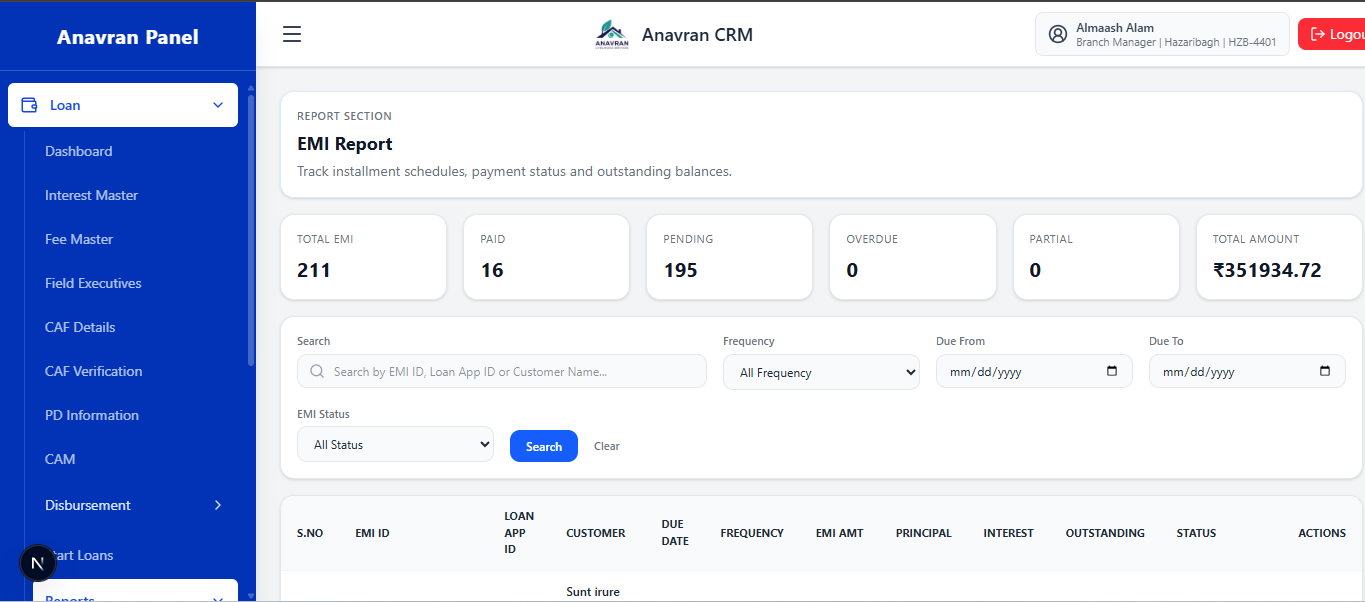 Anavran Panel
Loan
Dashboard
Interest Master
Fee Master
Field Executives
CAF Details
CAF Verification
PD Information
CAM
Disbursement
tart Loans
N
Reports
ANAVRAN
Anavran CRM
Almaash Alam
Branch Manager | Hazaribagh | HZB-4401
Logou
REPORT SECTION
EMI Report
Track installment schedules, payment status and outstanding balances.
TOTAL EMI
211
PAID
16
PENDING
195
OVERDUE
0
PARTIAL
0
TOTAL AMOUNT
₹351934.72
Search
Search by EMI ID, Loan App ID or Customer Name...
Frequency
All Frequency
Due From
mm/dd/yyyy
Due To
mm/dd/yyyy
EMI Status
All Status
Search
Clear
S.NO
EMI ID
LOAN
APP
ID
CUSTOMER
DUE
DATE
FREQUENCY
EMI AMT
PRINCIPAL
INTEREST
OUTSTANDING
STATUS
ACTIONS
Sunt irure